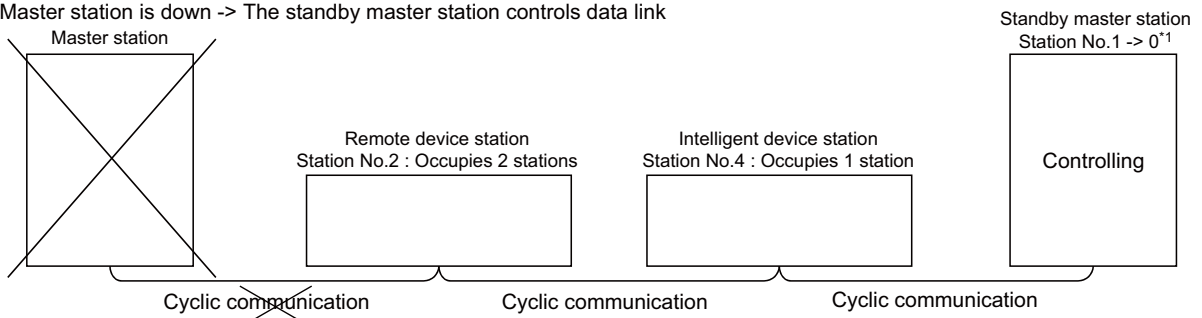 Master station is down -> The standby master station controls data link
Master station
Standby master station
Station No.1 -> 0*1
Remote device station
Station No.2 : Occupies 2 stations
Intelligent device station
Station No.4 : Occupies 1 station
Controlling
Cyclic communication
Cyclic communication
Cyclic communication